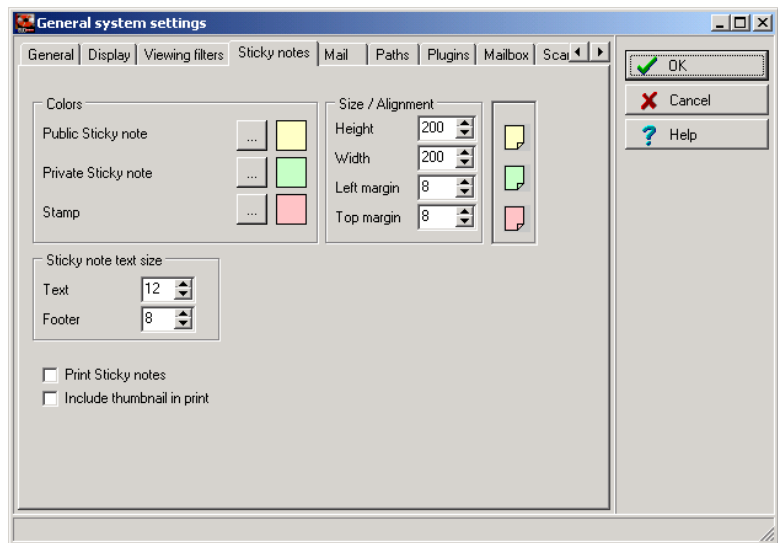 General system settings
General Display Viewing filters Sticky notes Mail Paths Plugins Mailbox
OK
Cancel
? Help
Colors
Public Sticky note ...
Private Sticky note ...
Stamp ...
Size / Alignment
Height 200
Width 200
Left margin 8
Top margin 8
Sticky note text size
Text 12
Footer 8
Print Sticky notes
Include thumbnail in print